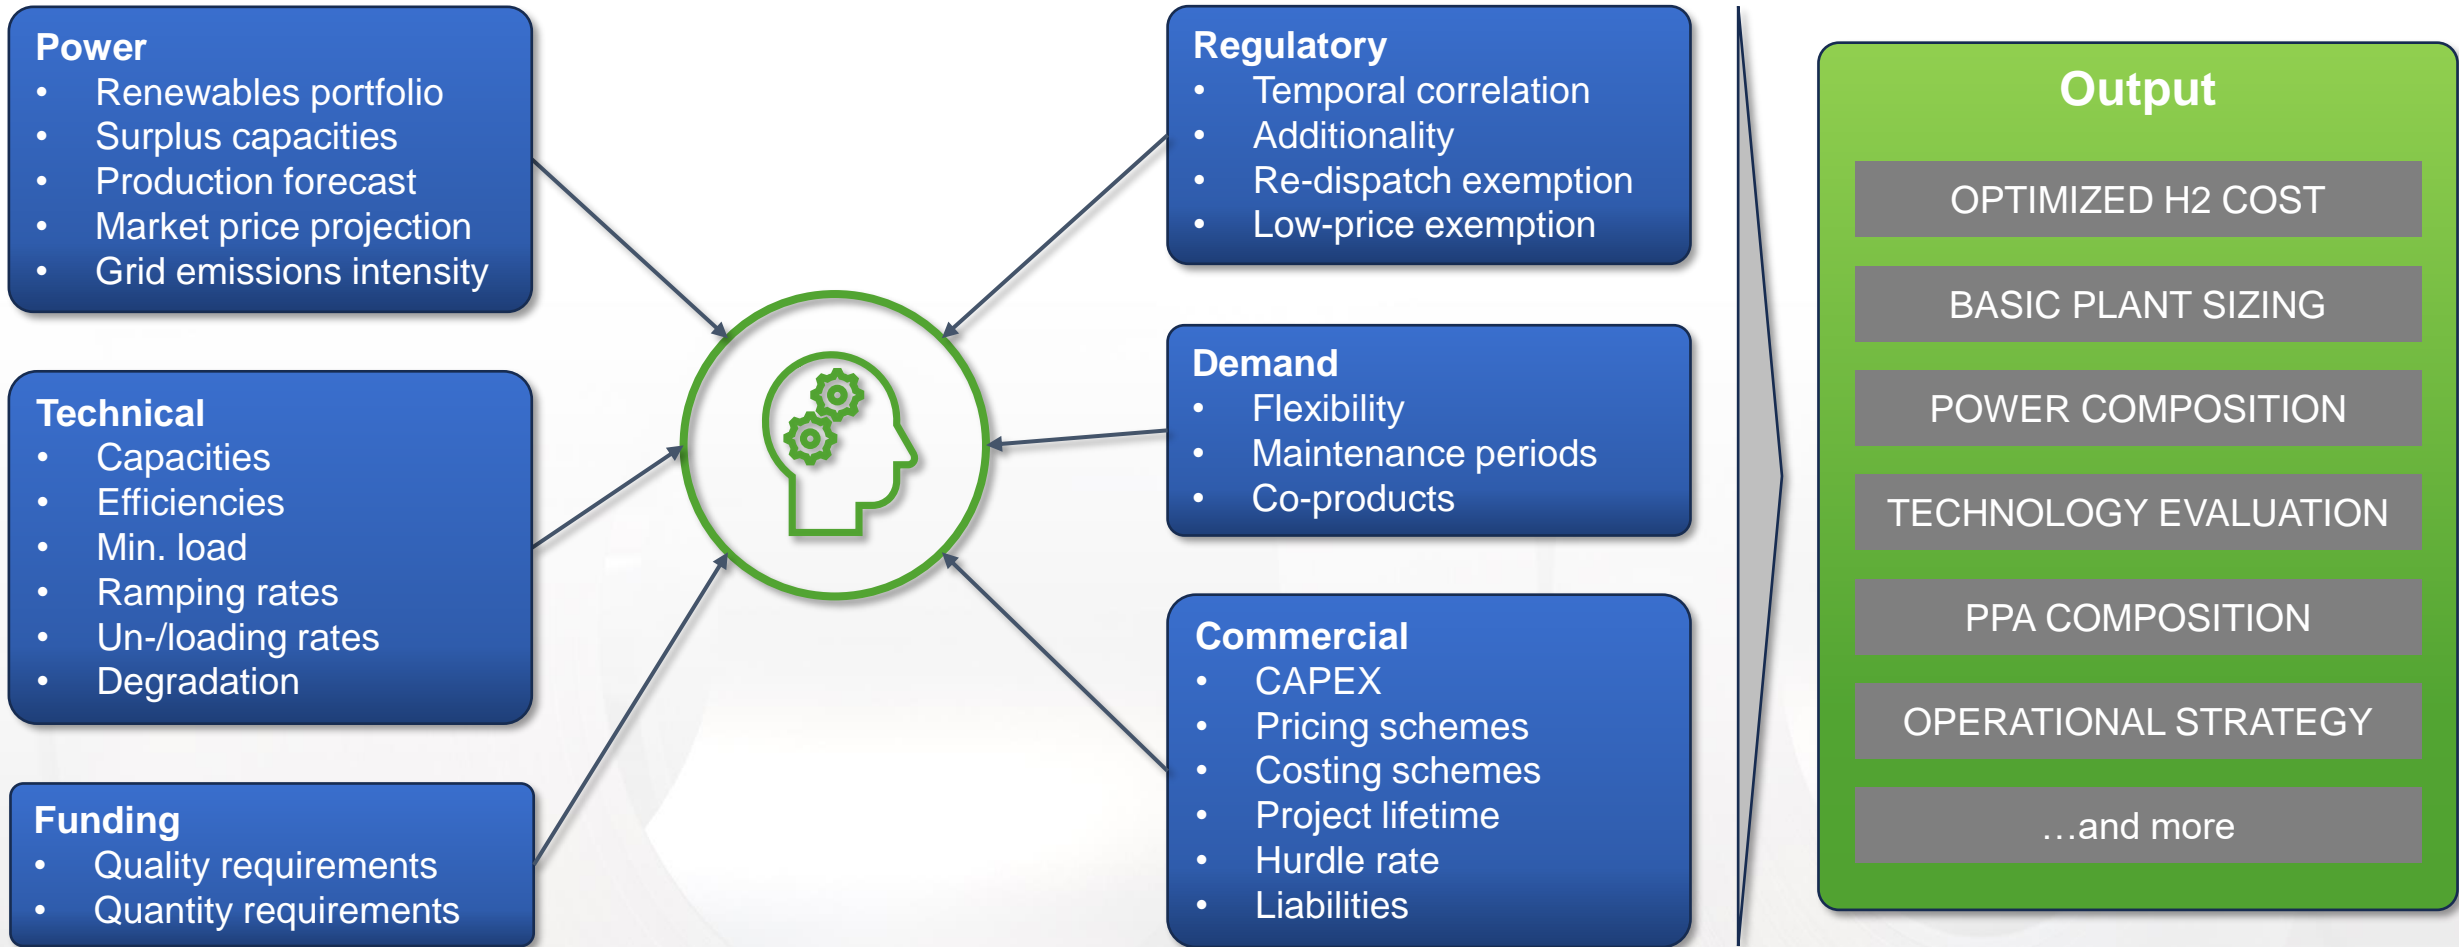 Power
• Renewables portfolio
• Surplus capacities
• Production forecast
• Market price projection
• Grid emissions intensity
Technical
• Capacities
• Efficiencies
• Min. load
• Ramping rates
• Un-/loading rates
• Degradation
Funding
• Quality requirements
• Quantity requirements
Regulatory
• Temporal correlation
• Additionality
• Re-dispatch exemption
• Low-price exemption
Demand
• Flexibility
• Maintenance periods
• Co-products
Commercial
• CAPEX
• Pricing schemes
• Costing schemes
• Project lifetime
• Hurdle rate
• Liabilities
Output
OPTIMIZED H2 COST
BASIC PLANT SIZING
POWER COMPOSITION
TECHNOLOGY EVALUATION
PPA COMPOSITION
OPERATIONAL STRATEGY
…and more